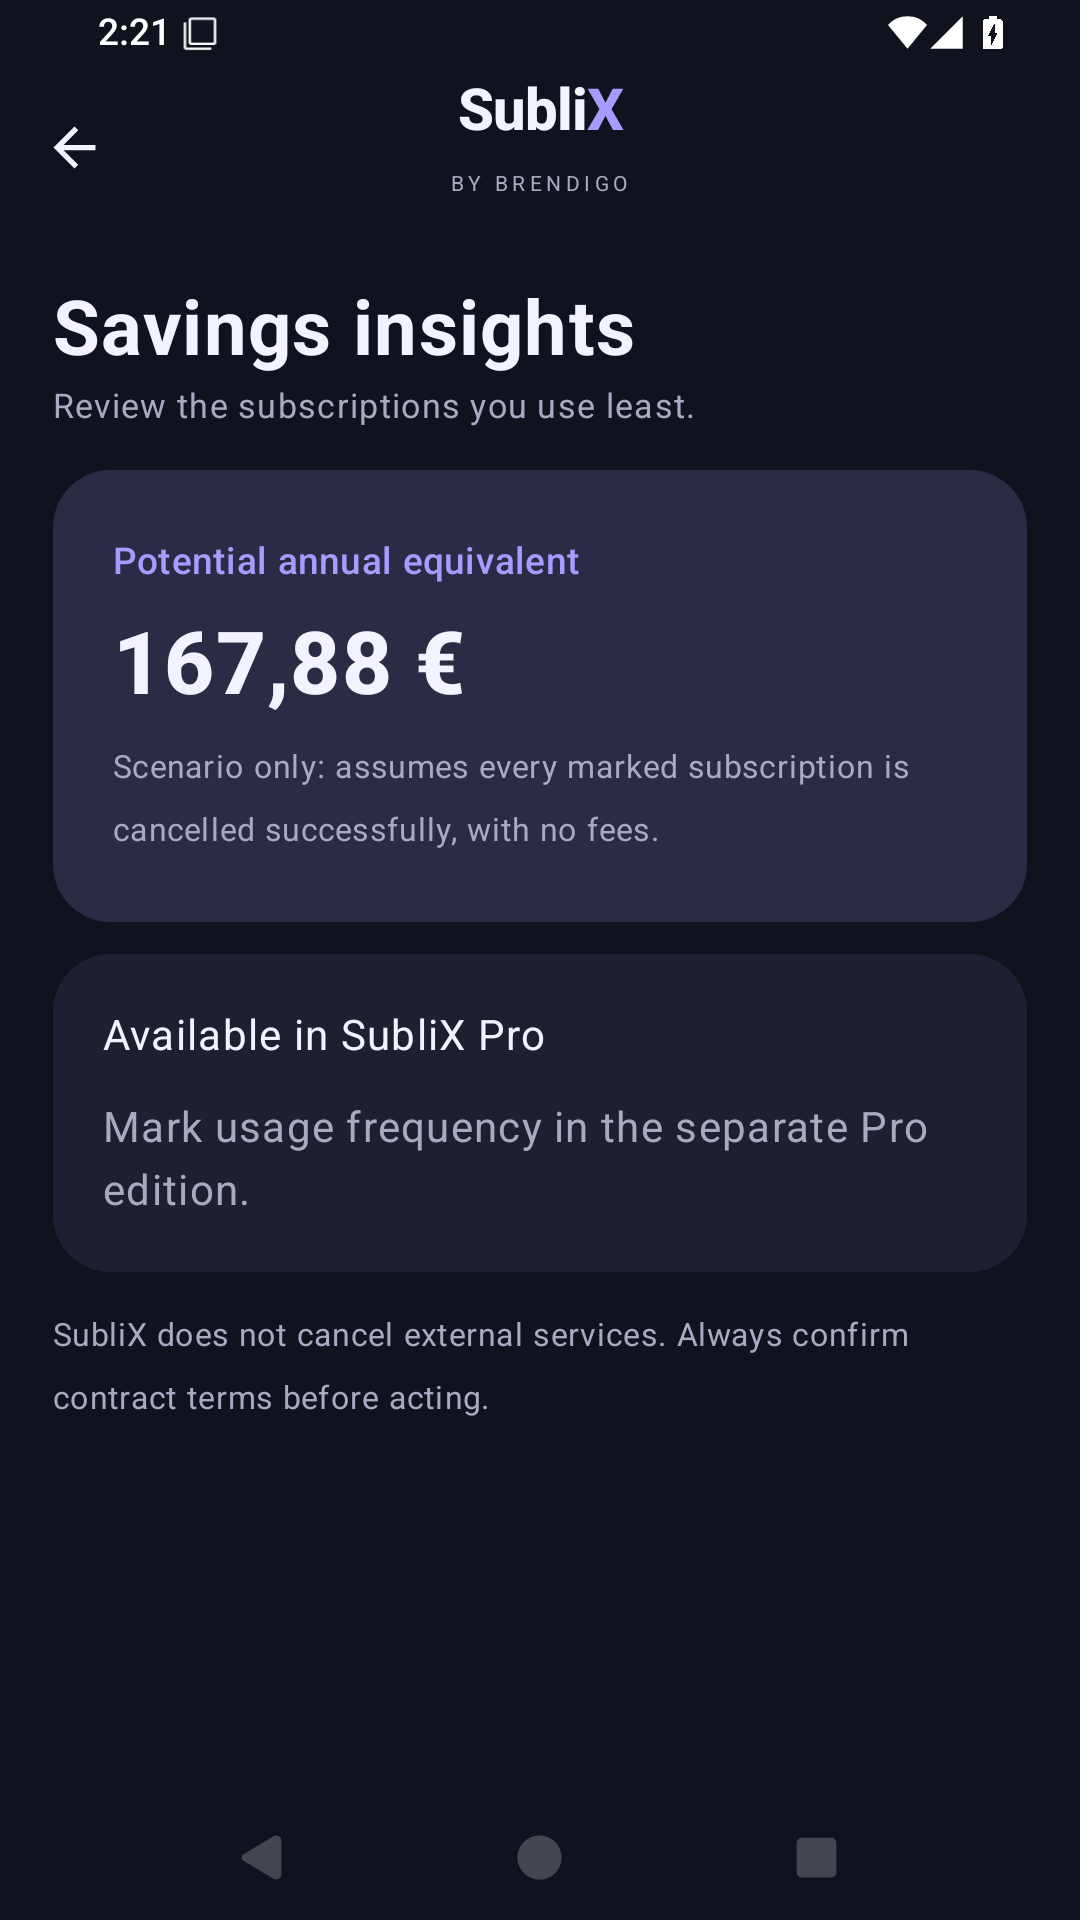 2:21
SubliX
BY BRENDIGO
Savings insights
Review the subscriptions you use least.
Potential annual equivalent
167,88 €
Scenario only: assumes every marked subscription is
cancelled successfully, with no fees.
Available in SubliX Pro
Mark usage frequency in the separate Pro
edition.
SubliX does not cancel external services. Always confirm
contract terms before acting.